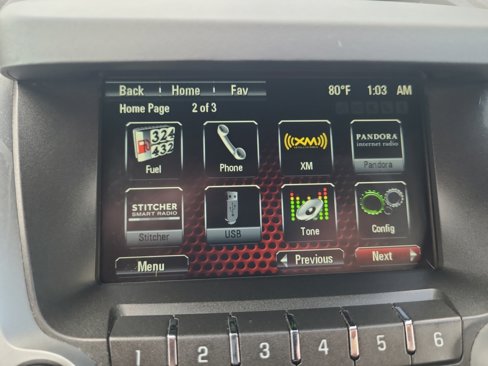 Back Home Fav 80°F 1:03 AM
Home Page 2 of 3
324
432
XM
PANDORA
internet radio
Fuel Phone XM Pandora
STITCHER
SMART RADIO
Stitcher USB Tone Config
Menu Previous Next
1 2 3 4 5 6